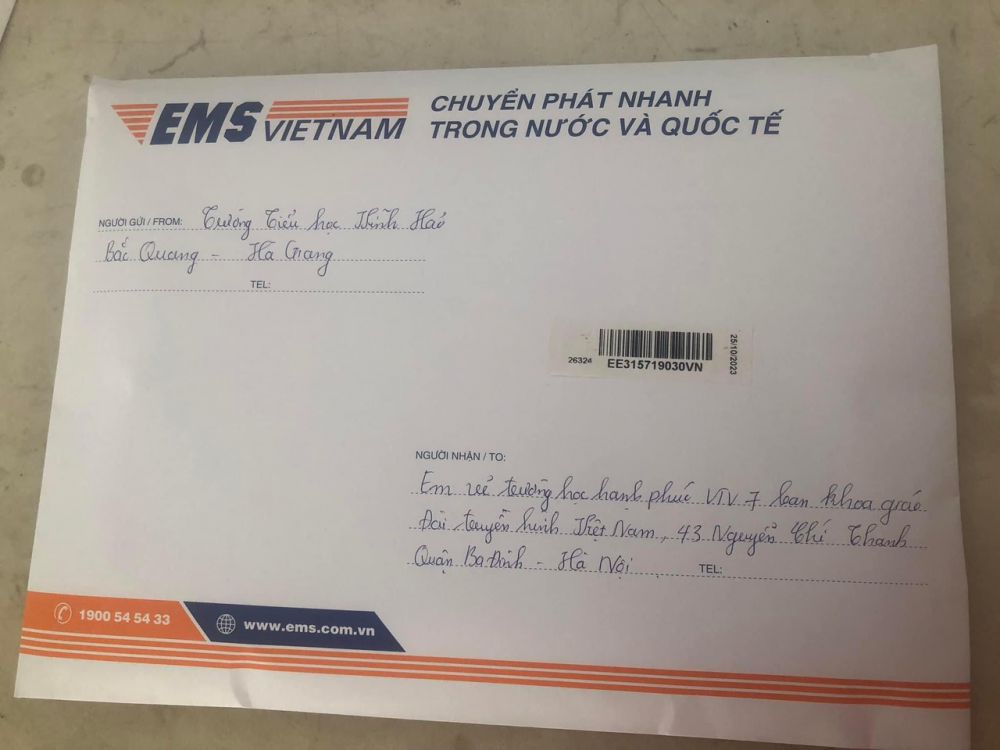 EMS VIETNAM
CHUYỂN PHÁT NHANH
TRONG NƯỚC VÀ QUỐC TẾ
NGƯỜI GỬI / FROM: Trường Tiểu học Vĩnh Hảo
Bắc Quang - Hà Giang
TEL:
26324 EE315719030VN 25/10/2023
NGƯỜI NHẬN / TO:
Em vẽ trường học hạnh phúc VTV 7 ban khoa giáo
Đài truyền hình Việt Nam, 43 Nguyễn Chí Thanh
Quận Ba Đình - Hà Nội TEL:
1900 54 54 33
www.ems.com.vn